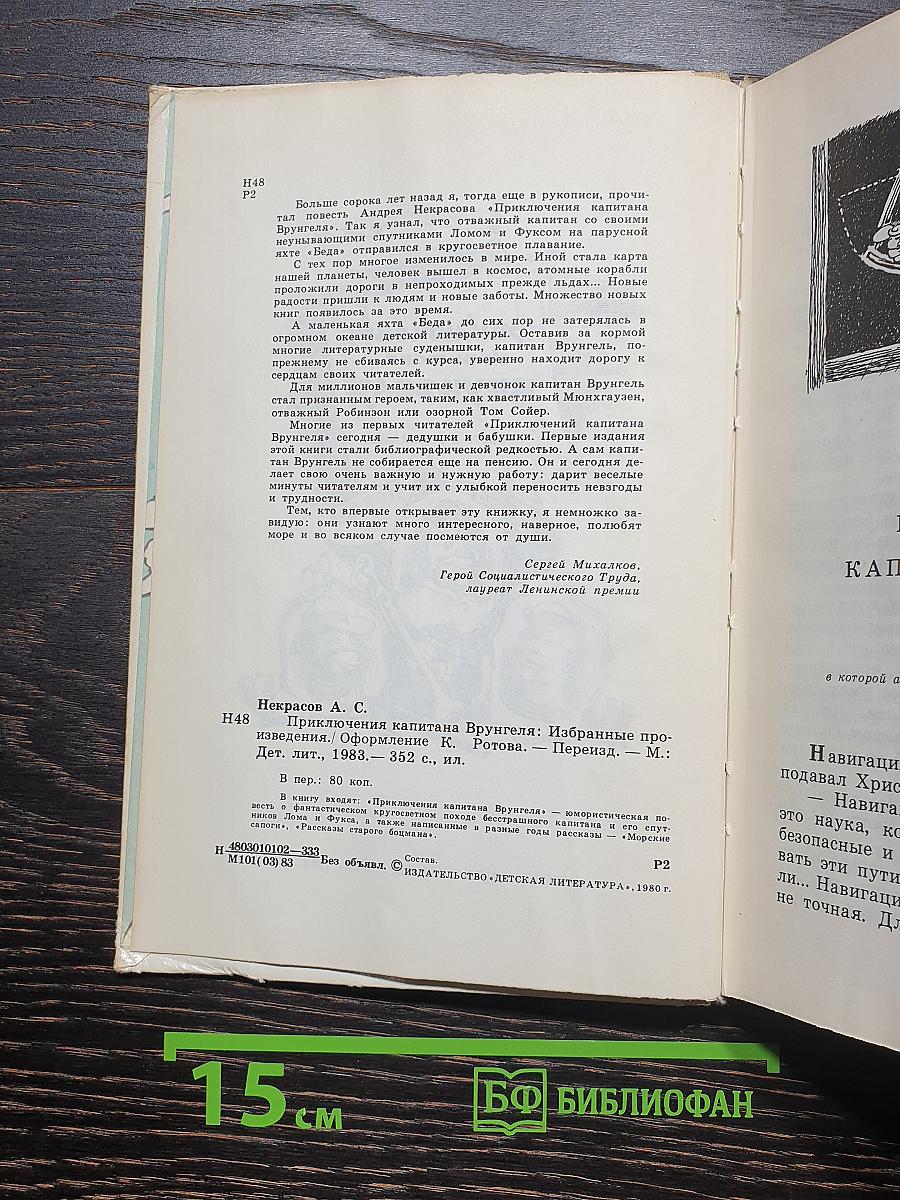 Н48
Р2
Больше сорока лет назад я, тогда еще в рукописи, прочи-
тал повесть Андрея Некрасова «Приключения капитана
Врунгеля». Так я узнал, что отважный капитан со своими
неунывающими спутниками Ломом и Фуксом на парусной
яхте «Беда» отправился в кругосветное плавание.
С тех пор многое изменилось в мире. Иной стала карта
нашей планеты, человек вышел в космос, атомные корабли
проложили дороги в непроходимых прежде льдах... Новые
радости пришли к людям и новые заботы. Множество новых
книг появилось за это время.
А маленькая яхта «Беда» до сих пор не затерялась в
огромном океане детской литературы. Оставив за кормой
многие литературные суденышки, капитан Врунгель, по-
прежнему не сбиваясь с курса, уверенно находит дорогу к
сердцам своих читателей.
Для миллионов мальчишек и девчонок капитан Врунгель
стал признанным героем, таким, как хвастливый Мюнхгаузен,
отважный Робинзон или озорной Том Сойер.
Многие из первых читателей «Приключений капитана
Врунгеля» сегодня — дедушки и бабушки. Первые издания
этой книги стали библиографической редкостью. А сам капи-
тан Врунгель не собирается еще на пенсию. Он и сегодня де-
лает свою очень важную и нужную работу: дарит веселые
минуты читателям и учит их с улыбкой переносить невзгоды
и трудности.
Тем, кто впервые открывает эту книжку, я немножко за-
видую: они узнают много интересного, наверное, полюбят
море и во всяком случае посмеются от души.
Сергей Михалков,
Герой Социалистического Труда,
лауреат Ленинской премии
Некрасов А. С.
Н48 Приключения капитана Врунгеля: Избранные про-
изведения./ Оформление К. Ротова. — Переизд. — М.:
Дет. лит., 1983.— 352 с., ил.
В пер.: 80 коп.
В книгу входят: «Приключения капитана Врунгеля» — юмористическая по-
весть о фантастическом кругосветном походе бесстрашного капитана и его спут-
ников Лома и Фукса, а также написанные в разные годы рассказы — «Морские
сапоги», «Рассказы старого боцмана».
Н 4803010102—333
М101(03)83 Без объявл. © Состав. Р2
ИЗДАТЕЛЬСТВО «ДЕТСКАЯ ЛИТЕРАТУРА», 1980 г.
КАП
в которой а
Навигаци
подавал Хрис
— Навига
это наука, ко
безопасные и
вать эти пути
ли... Навигаци
не точная. Дл
15 см
БФ БИБЛИОФАН